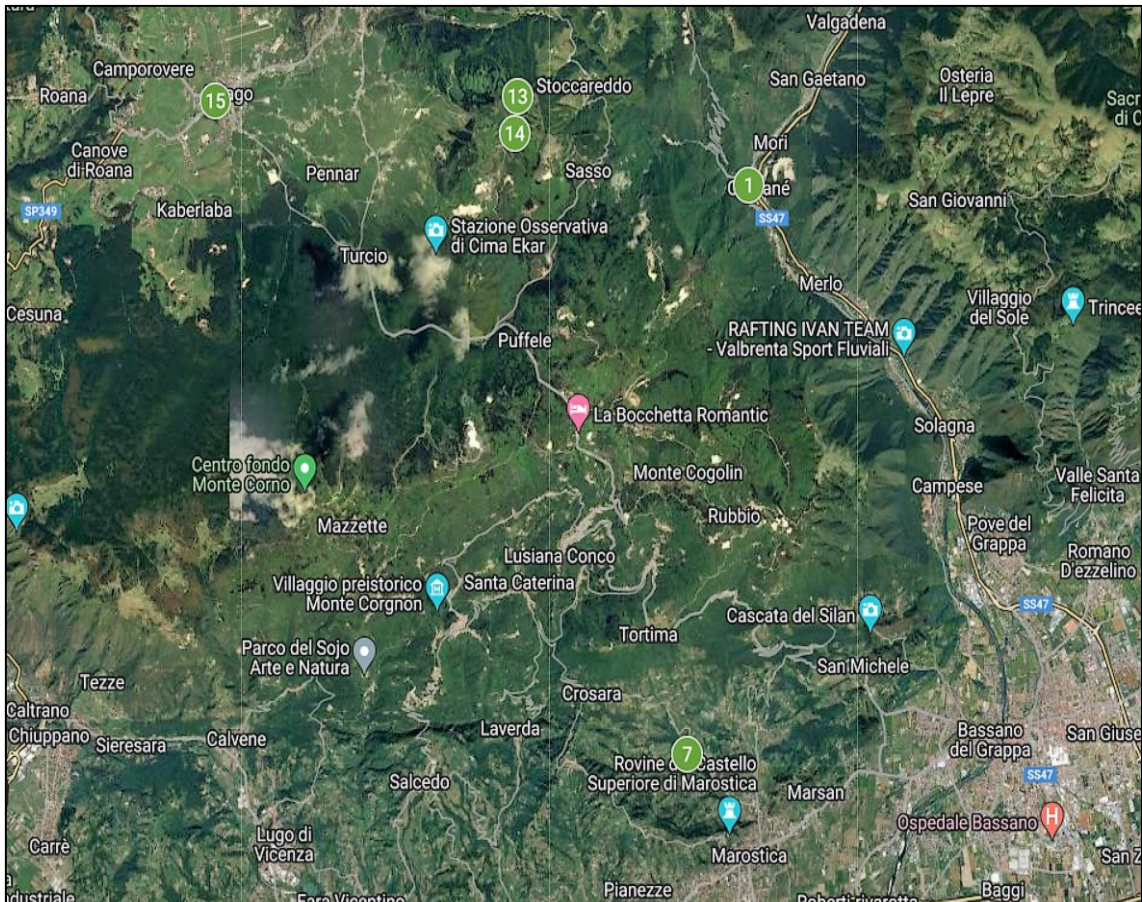 Valgadena
Camporovere
San Gaetano
Osteria
Il Lepre
Stoccareddo
13
Roana
15
14
Mori
Canove
di Roana
Pennar
Sasso
1
SP349
Kaberlaba
SS47
San Giovanni
Stazione Osservativa
di Cima Ekar
Turcio
Merlo
Villaggio
del Sole
Cesuna
RAFTING IVAN TEAM
- Valbrenta Sport Fluviali
Puffele
La Bocchetta Romantic
Solagna
Centro fondo
Monte Corno
Monte Cogolin
Valle Santa
Felicita
Campese
Mazzette
Rubbio
Pove del
Grappa
Lusiana Conco
Romano
D'ezzelino
Villaggio preistorico
Monte Corgnon
Santa Caterina
SS47
Cascata del Silan
Tortima
Parco del Sojo
Arte e Natura
San Michele
Tezze
Crosara
Caltrano
Chiuppano
Sieresara
Calvene
Laverda
Bassano
del Grappa
7
Superiore di Marostica
SS47
Salcedo
Marsan
Ospedale Bassano
H
Carrè
Lugo di
Vicenza
Marostica
Pianezze
Baggi